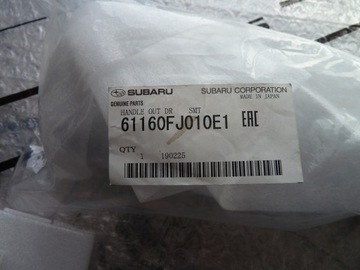 SUBARU SUBARU CORPORATION
GENUINE PARTS MADE IN JAPAN
HANDLE OUT DR SMT
61160FJ010E1 EAC
QTY
1 190225